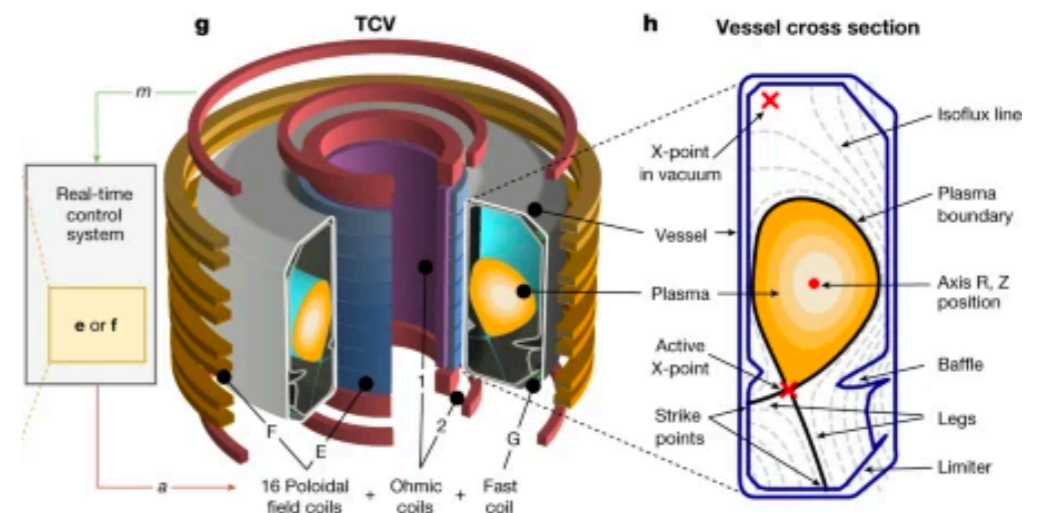 g
TCV
h
Vessel cross section
m
Real-time
control
system
e or f
a
1
2
F
E
G
16 Poloidal
field coils
+
Ohmic
coils
+
Fast
coil
X-point
in vacuum
Vessel
Plasma
Active
X-point
Strike
points
Isoflux line
Plasma
boundary
Axis R, Z
position
Baffle
Legs
Limiter